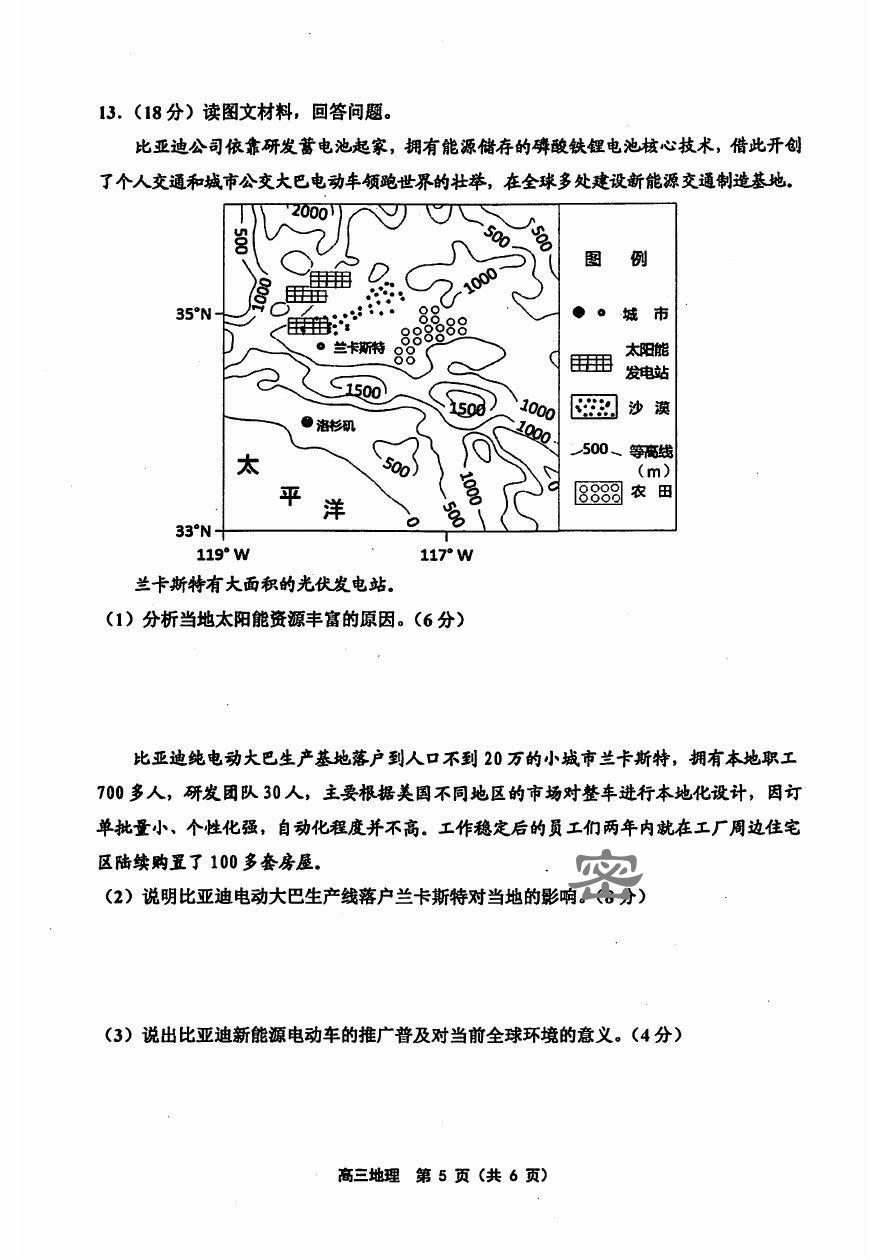 13.（18分）读图文材料，回答问题。
比亚迪公司依靠研发蓄电池起家，拥有能源储存的磷酸铁锂电池核心技术，借此开创
了个人交通和城市公交大巴电动车领跑世界的壮举，在全球多处建设新能源交通制造基地。
2000
500
500
500
1000
1000
35°N
兰卡斯特
1500
1500
1000
1000
洛杉矶
500
1000
500
0
0
太
平
洋
33°N
119°W
117°W
图 例
城 市
太阳能
发电站
沙 漠
500
等高线
（m）
农 田
兰卡斯特有大面积的光伏发电站。
（1）分析当地太阳能资源丰富的原因。（6分）
比亚迪纯电动大巴生产基地落户到人口不到 20 万的小城市兰卡斯特，拥有本地职工
700 多人，研发团队 30 人，主要根据美国不同地区的市场对整车进行本地化设计，因订
单批量小、个性化强，自动化程度并不高。工作稳定后的员工们两年内就在工厂周边住宅
区陆续购置了 100 多套房屋。
密
（2）说明比亚迪电动大巴生产线落户兰卡斯特对当地的影响。（8分）
（3）说出比亚迪新能源电动车的推广普及对当前全球环境的意义。（4分）
高三地理 第 5 页（共 6 页）